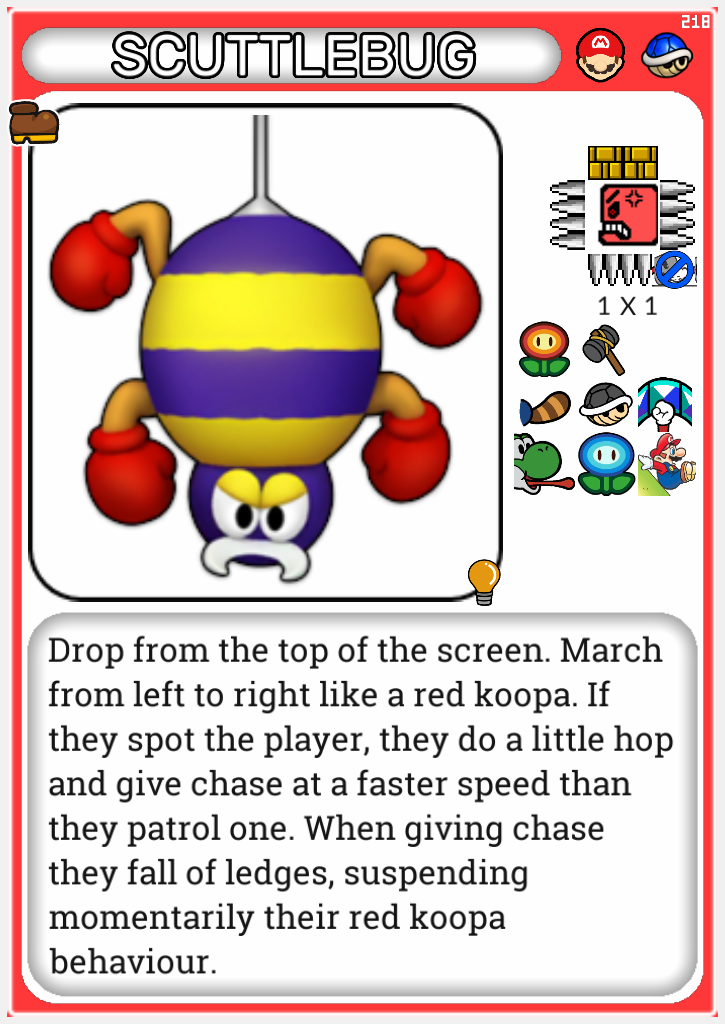 218
SCUTTLEBUG
M
1 X 1
Drop from the top of the screen. March
from left to right like a red koopa. If
they spot the player, they do a little hop
and give chase at a faster speed than
they patrol one. When giving chase
they fall of ledges, suspending
momentarily their red koopa
behaviour.